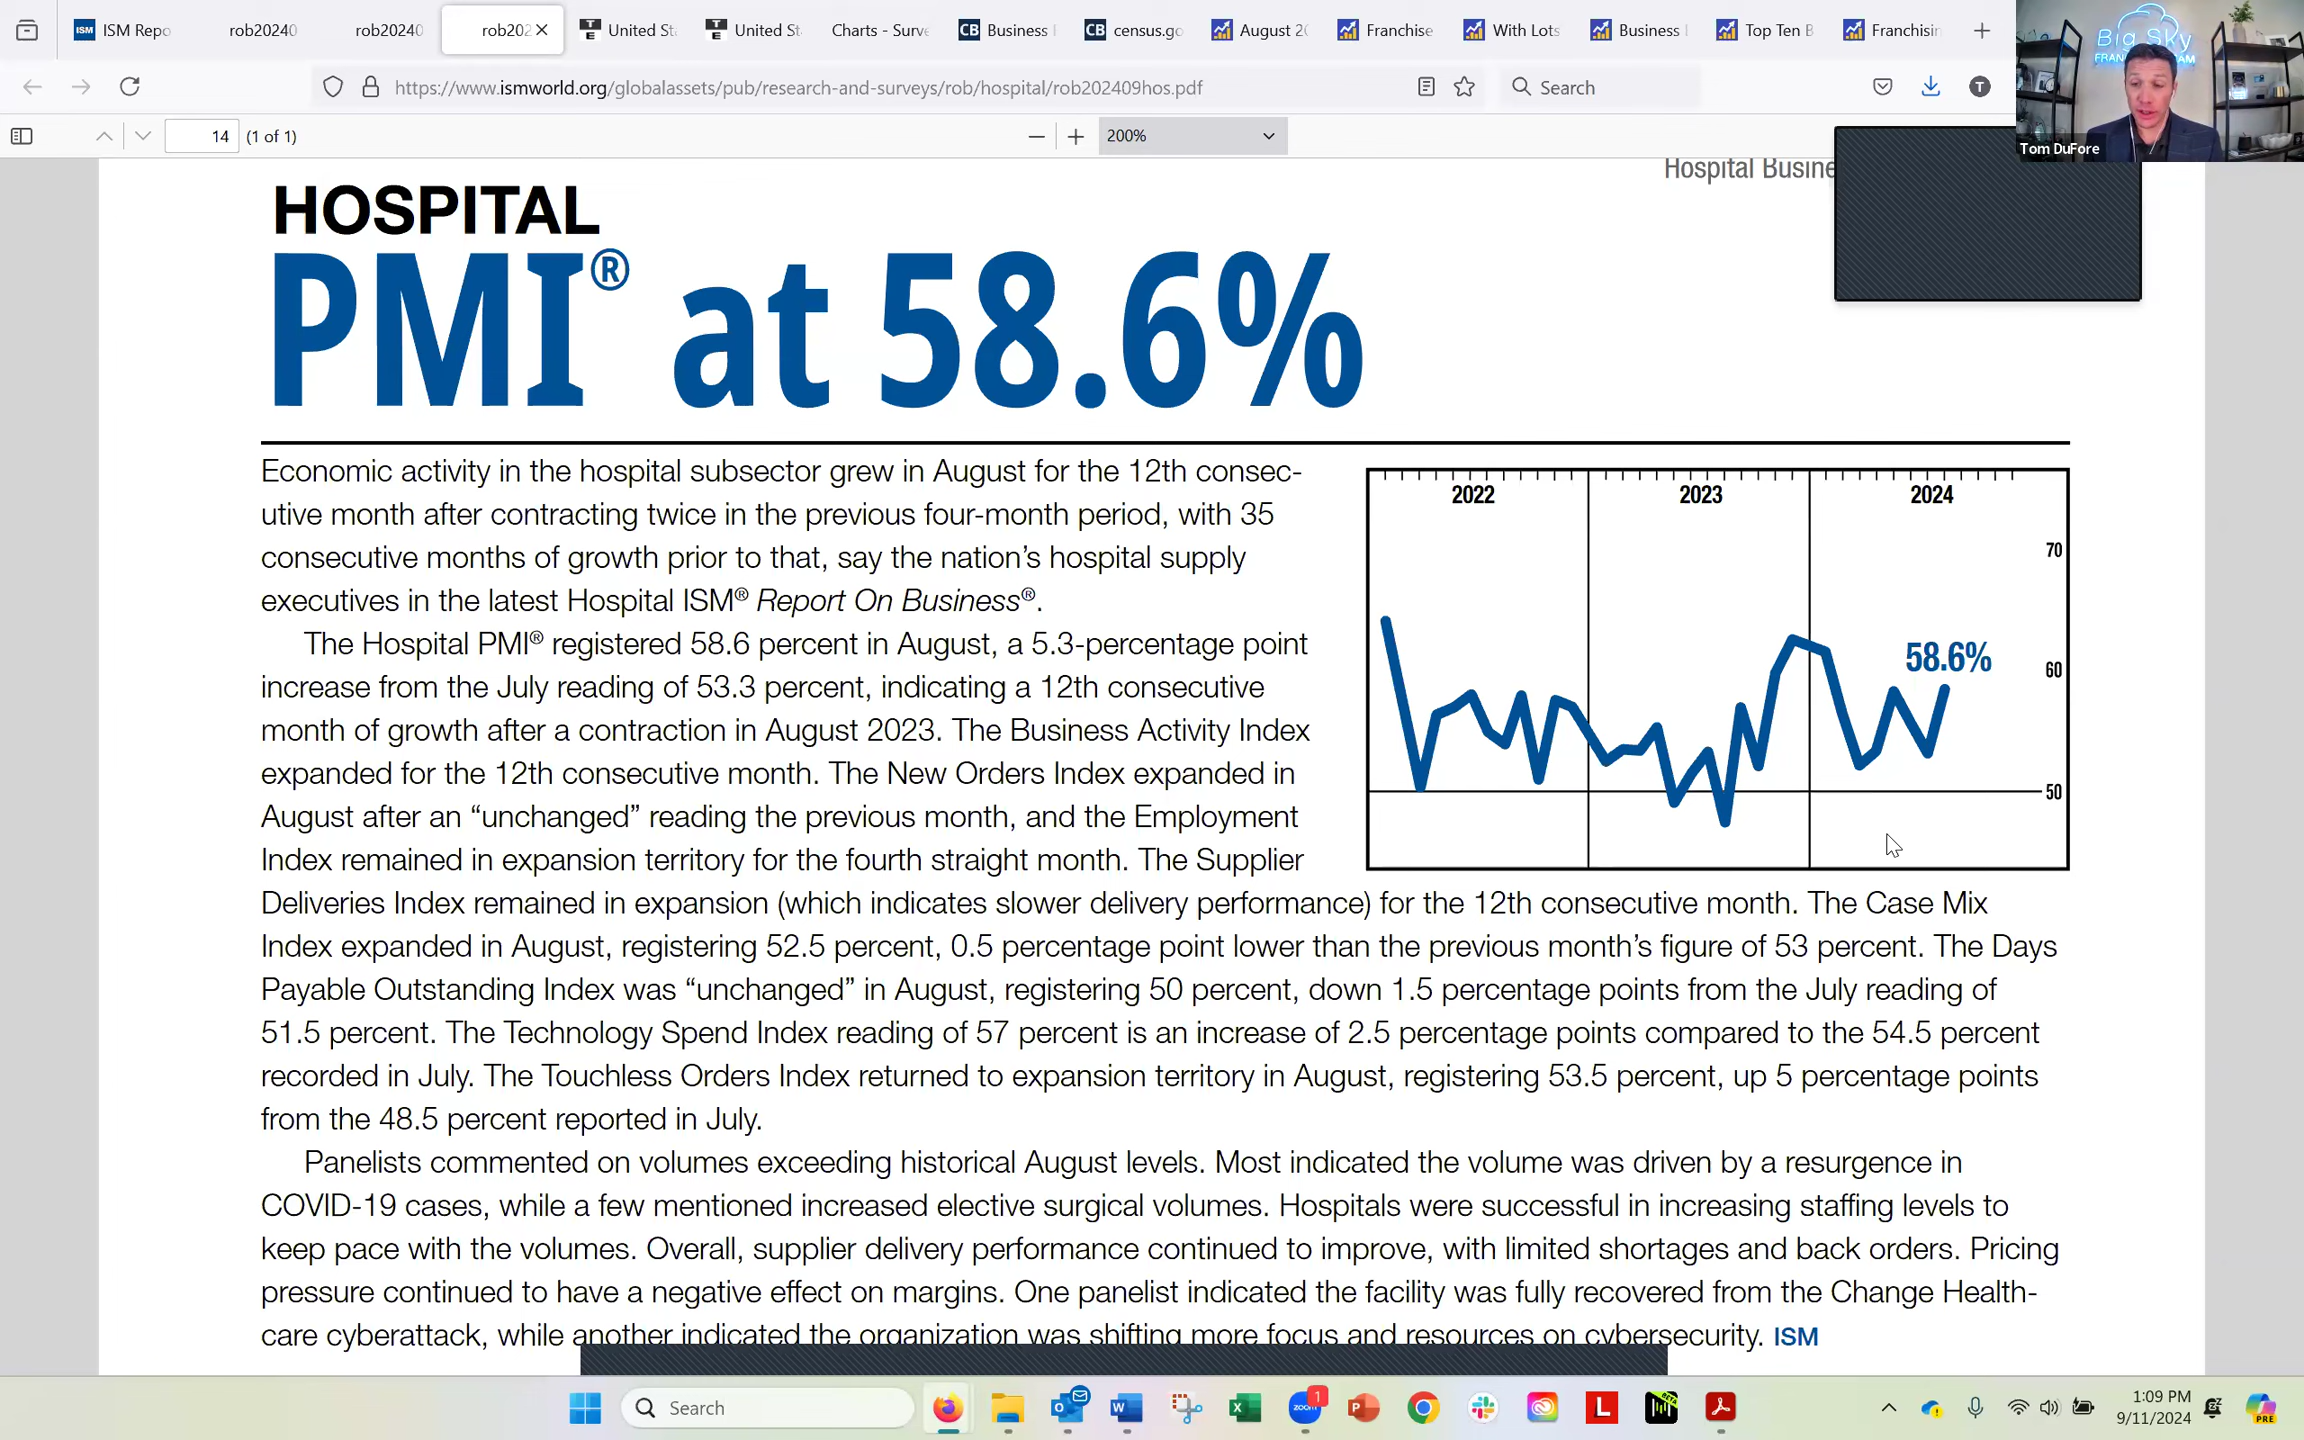 ISM Repo
rob20240
rob20240
rob202
United St
United St
Charts - Surve
CB Business
CB census.go
August 20
Franchise
With Lots
Business
Top Ten B
Franchisin
https://www.ismworld.org/globalassets/pub/research-and-surveys/rob/hospital/rob202409hos.pdf
Search
T
14 (1 of 1)
200%
Big Sky
Tom DuFore
Hospital Busine
HOSPITAL
PMI® at 58.6%
Economic activity in the hospital subsector grew in August for the 12th consec-
utive month after contracting twice in the previous four-month period, with 35
consecutive months of growth prior to that, say the nation’s hospital supply
executives in the latest Hospital ISM® Report On Business®.
The Hospital PMI® registered 58.6 percent in August, a 5.3-percentage point
increase from the July reading of 53.3 percent, indicating a 12th consecutive
month of growth after a contraction in August 2023. The Business Activity Index
expanded for the 12th consecutive month. The New Orders Index expanded in
August after an “unchanged” reading the previous month, and the Employment
Index remained in expansion territory for the fourth straight month. The Supplier
Deliveries Index remained in expansion (which indicates slower delivery performance) for the 12th consecutive month. The Case Mix
Index expanded in August, registering 52.5 percent, 0.5 percentage point lower than the previous month’s figure of 53 percent. The Days
Payable Outstanding Index was “unchanged” in August, registering 50 percent, down 1.5 percentage points from the July reading of
51.5 percent. The Technology Spend Index reading of 57 percent is an increase of 2.5 percentage points compared to the 54.5 percent
recorded in July. The Touchless Orders Index returned to expansion territory in August, registering 53.5 percent, up 5 percentage points
from the 48.5 percent reported in July.
Panelists commented on volumes exceeding historical August levels. Most indicated the volume was driven by a resurgence in
COVID-19 cases, while a few mentioned increased elective surgical volumes. Hospitals were successful in increasing staffing levels to
keep pace with the volumes. Overall, supplier delivery performance continued to improve, with limited shortages and back orders. Pricing
pressure continued to have a negative effect on margins. One panelist indicated the facility was fully recovered from the Change Health-
care cyberattack, while another indicated the organization was shifting more focus and resources on cybersecurity. ISM
2022
2023
2024
70
58.6%
60
50
Search
1:09 PM
9/11/2024